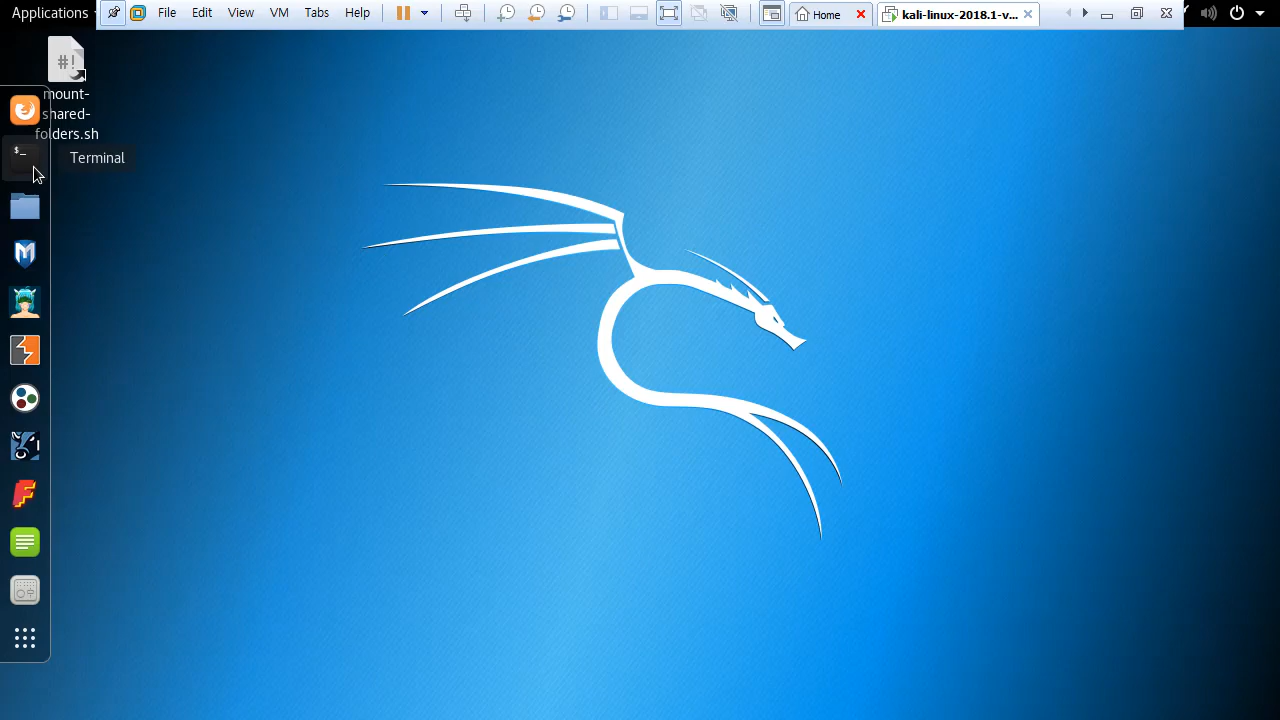 Applications
File Edit View VM Tabs Help
Home
kali-linux-2018.1-v...
#!
mount-
shared-
folders.sh
$_
Terminal